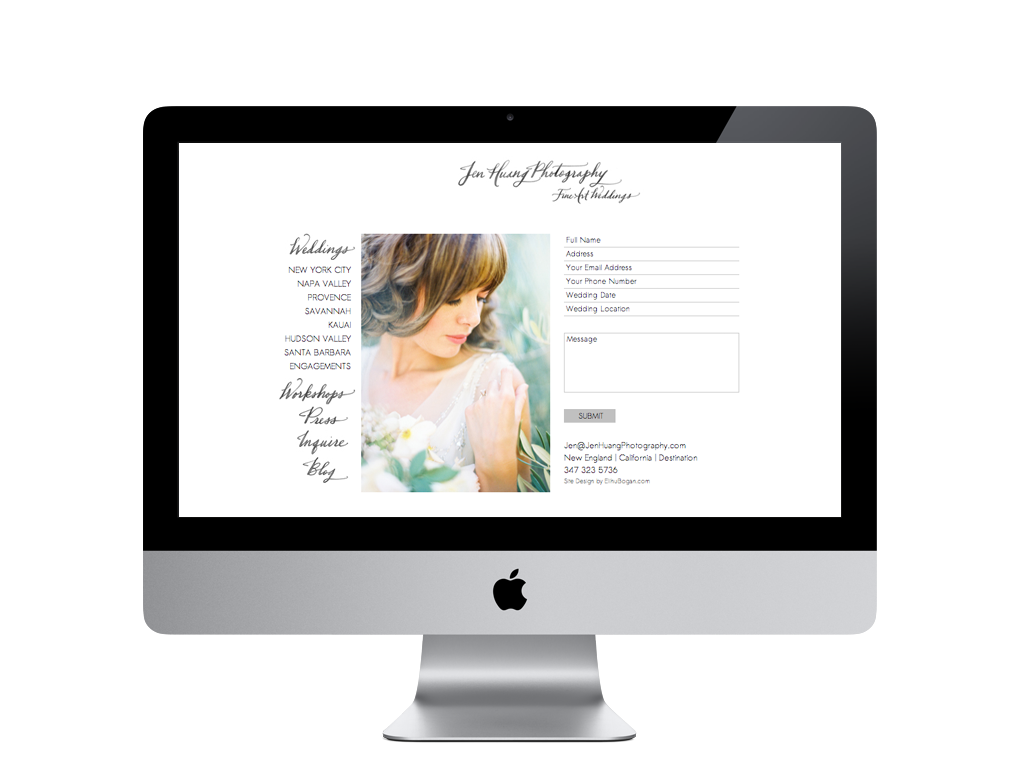 Jen Huang Photography
Fine Art Weddings
Weddings
NEW YORK CITY
NAPA VALLEY
PROVENCE
SAVANNAH
KAUAI
HUDSON VALLEY
SANTA BARBARA
ENGAGEMENTS
Workshops
Press
Inquire
Blog
Full Name
Address
Your Email Address
Your Phone Number
Wedding Date
Wedding Location
Message
SUBMIT
Jen@JenHuangPhotography.com
New England | California | Destination
347 323 5736
Site Design by ElihuBogan.com